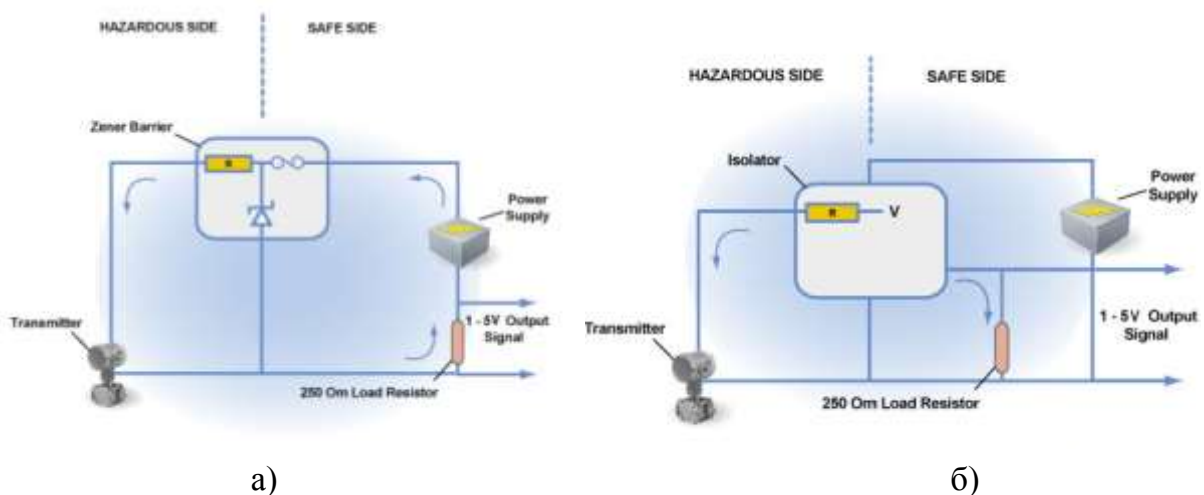 HAZARDOUS SIDE
SAFE SIDE
Zener Barrier
R
Power
Supply
Transmitter
1 - 5V Output
Signal
250 Om Load Resistor
а)
HAZARDOUS SIDE
SAFE SIDE
Isolator
R
V
Power
Supply
Transmitter
1 - 5V Output
Signal
250 Om Load Resistor
б)